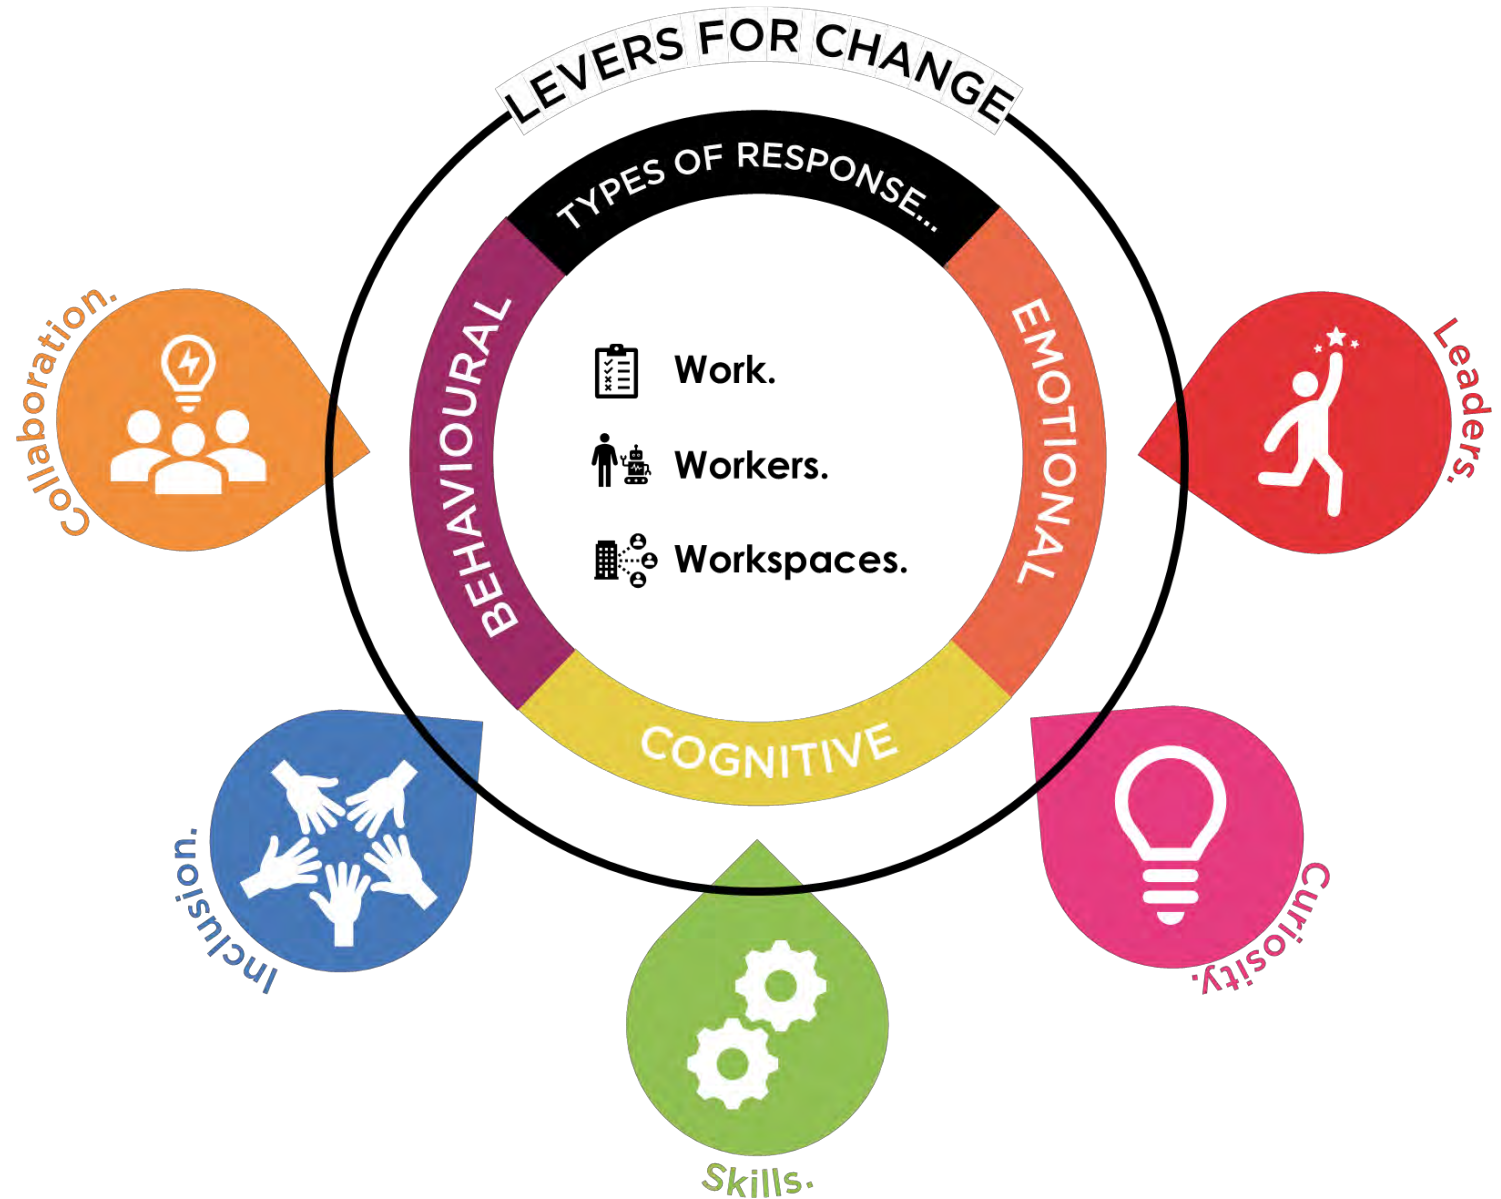 LEVERS FOR CHANGE
TYPES OF RESPONSE...
EMOTIONAL
COGNITIVE
BEHAVIOURAL
Work.
Workers.
Workspaces.
Leaders.
Curiosity.
Skills.
Inclusion.
Collaboration.